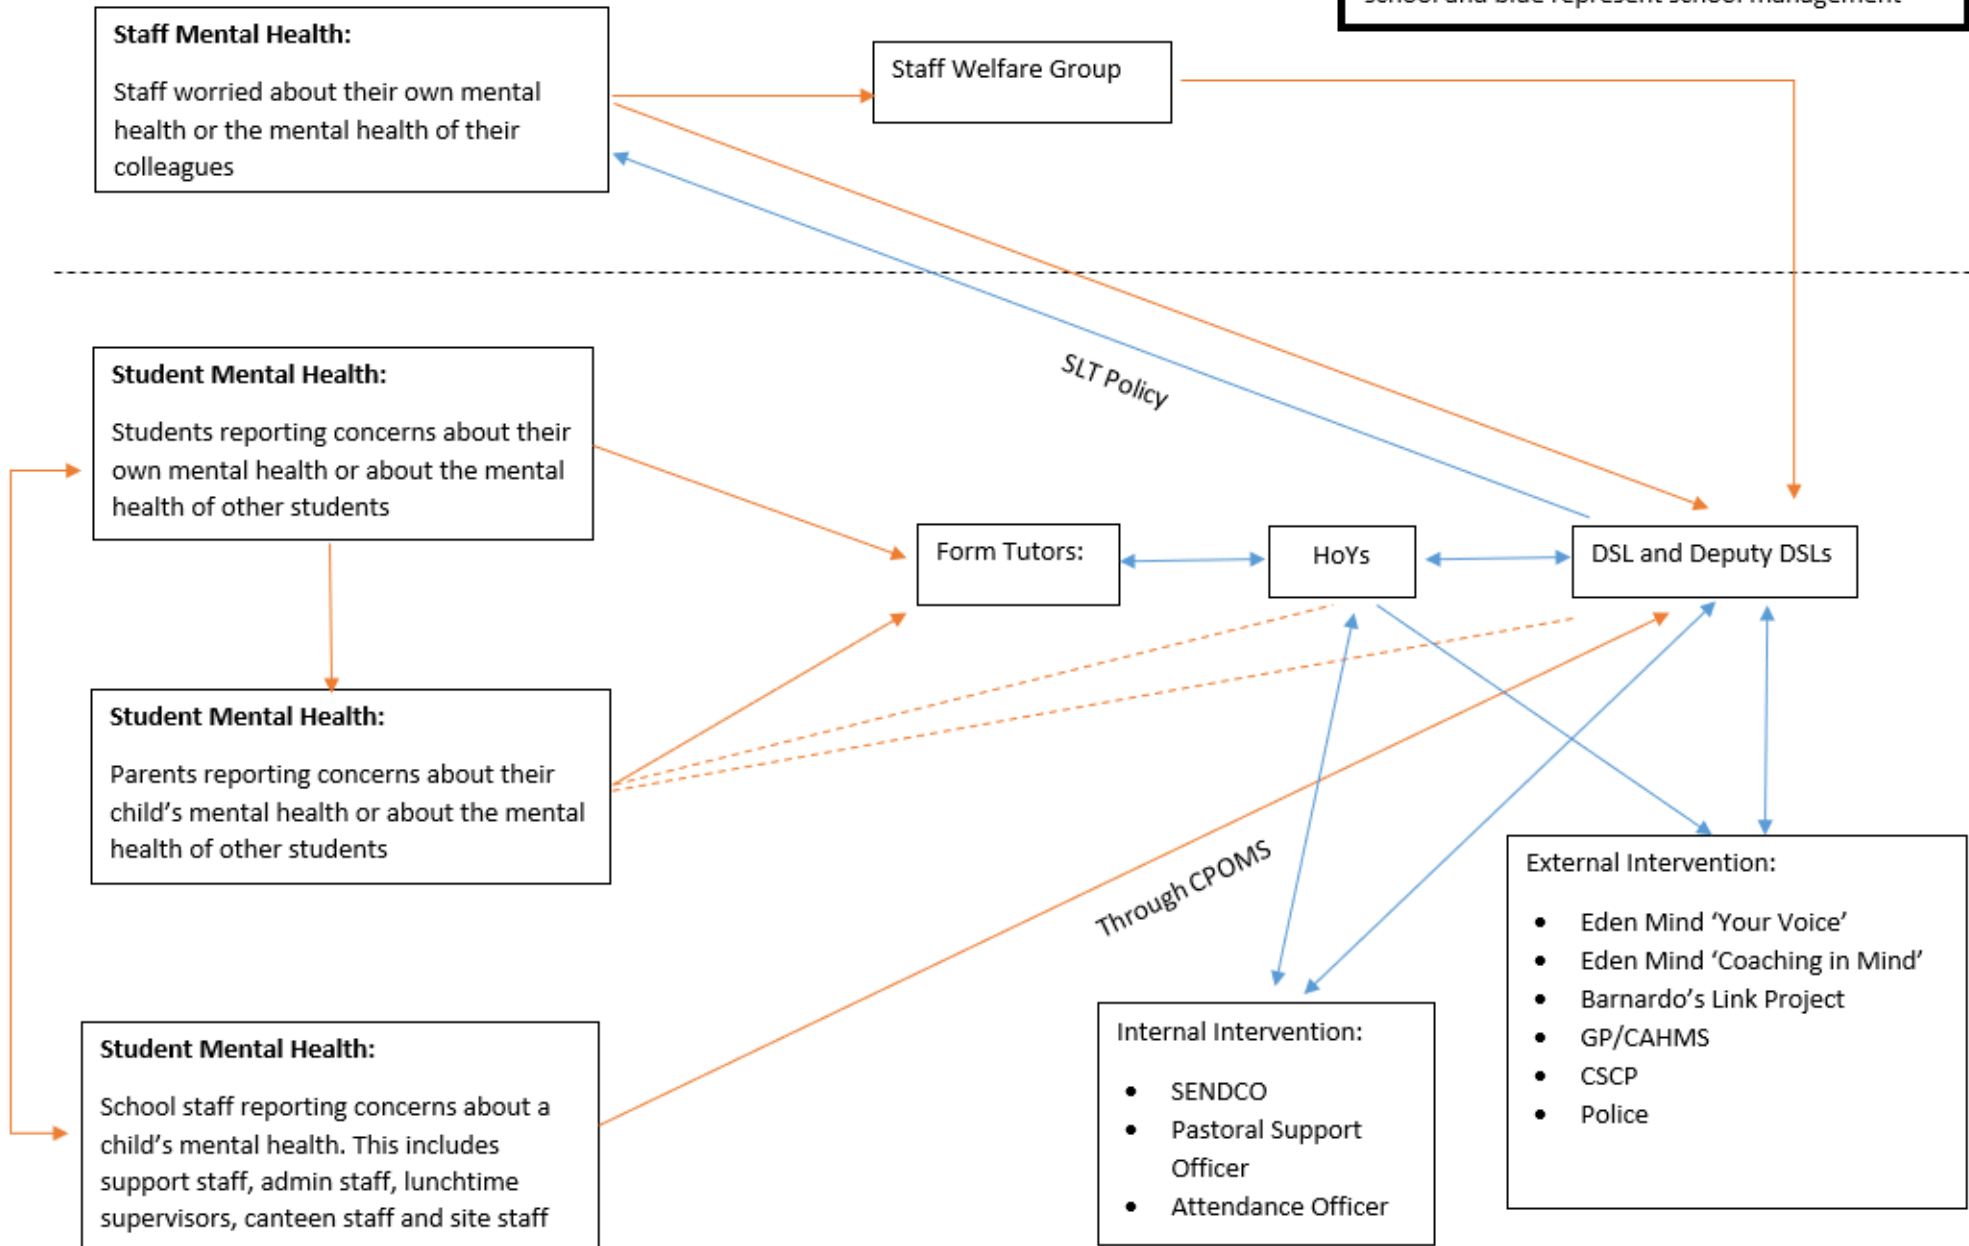 school and blue represent school management
Staff Mental Health:
Staff worried about their own mental
health or the mental health of their
colleagues
Staff Welfare Group
SLT Policy
Student Mental Health:
Students reporting concerns about their
own mental health or about the mental
health of other students
Form Tutors:
HoYs
DSL and Deputy DSLs
Student Mental Health:
Parents reporting concerns about their
child’s mental health or about the mental
health of other students
Through CPOMS
External Intervention:
• Eden Mind ‘Your Voice’
• Eden Mind ‘Coaching in Mind’
• Barnardo’s Link Project
• GP/CAHMS
• CSCP
• Police
Internal Intervention:
• SENDCO
• Pastoral Support
Officer
• Attendance Officer
Student Mental Health:
School staff reporting concerns about a
child’s mental health. This includes
support staff, admin staff, lunchtime
supervisors, canteen staff and site staff